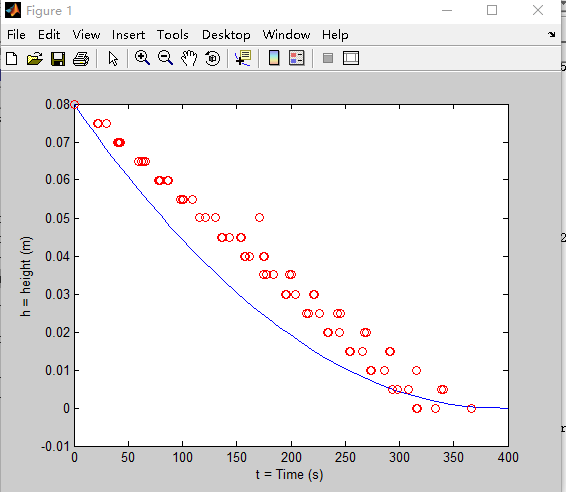 Figure 1
File Edit View Insert Tools Desktop Window Help
5
0.08
0.07
0.06
0.05
2
0.04
h = height (m)
0.03
0.02
0.01
r
0
-0.01
0 50 100 150 200 250 300 350 400
t = Time (s)